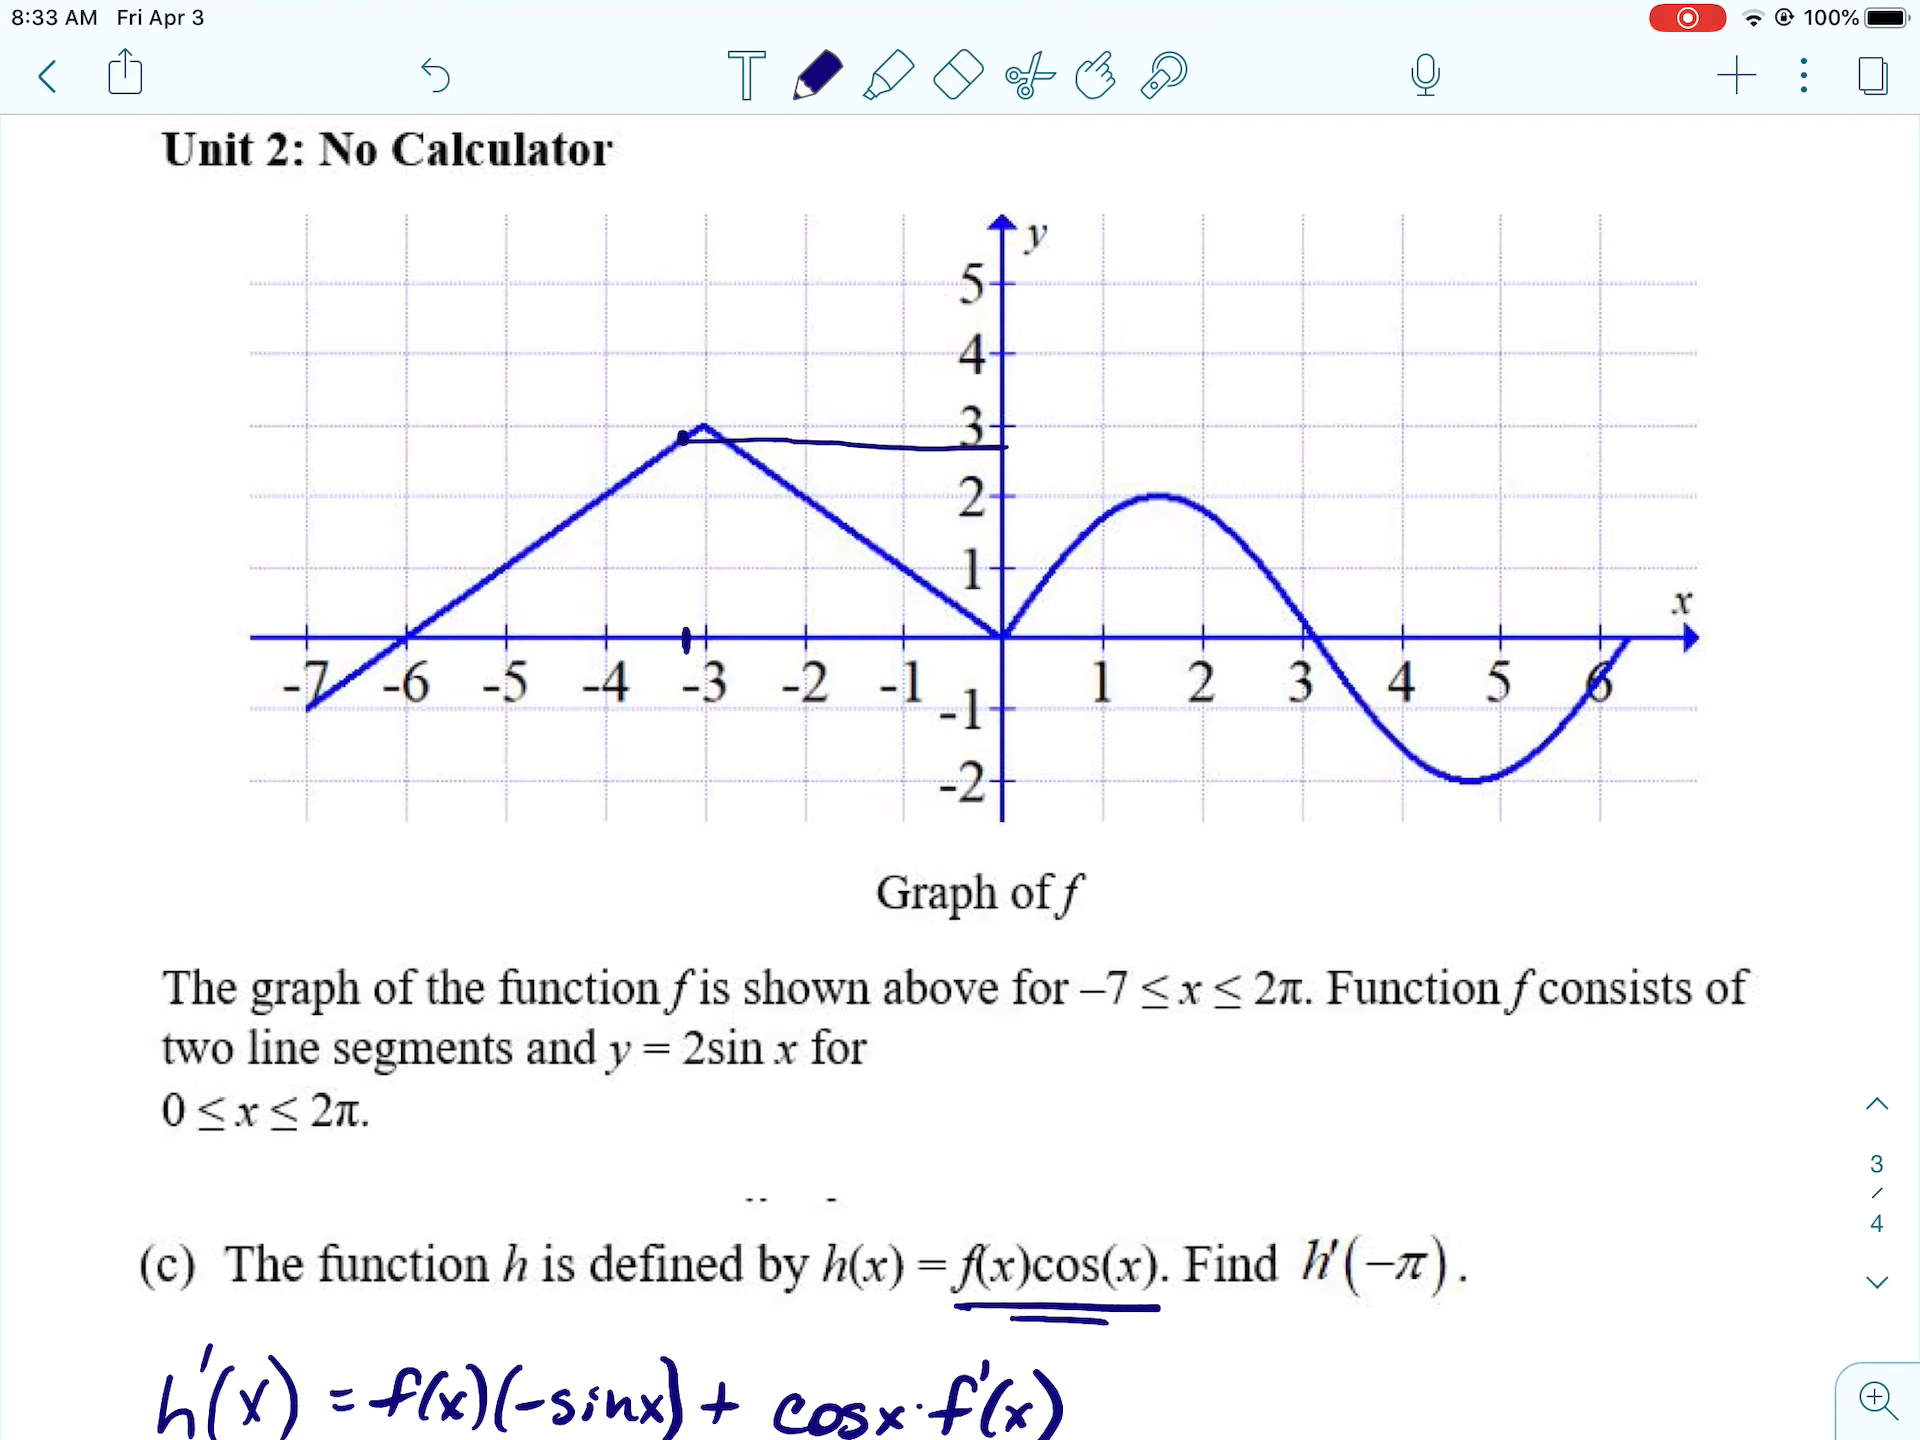 8:33 AM Fri Apr 3 100%
T
Unit 2: No Calculator
y
5
4
3
2
1
x
-7 -6 -5 -4 -3 -2 -1 1 2 3 4 5 6
-1
-2
Graph of f
The graph of the function f is shown above for –7 ≤ x ≤ 2π. Function f consists of
two line segments and y = 2sin x for
0 ≤ x ≤ 2π.
3
/
4
(c) The function h is defined by h(x) = f(x)cos(x). Find h′(−π).
h'(x) = f(x)(-sinx) + cosx·f'(x)